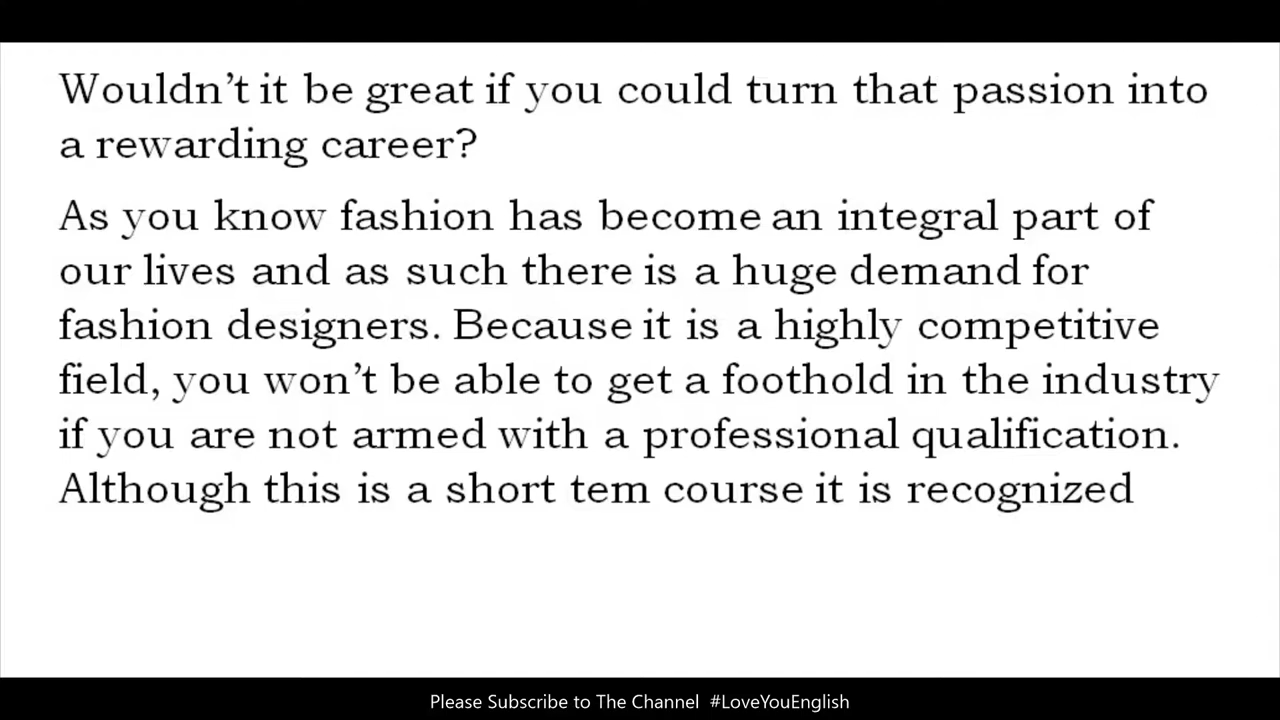 Wouldn't it be great if you could turn that passion into
a rewarding career?
As you know fashion has become an integral part of
our lives and as such there is a huge demand for
fashion designers. Because it is a highly competitive
field, you won't be able to get a foothold in the industry
if you are not armed with a professional qualification.
Although this is a short tem course it is recognized
Please Subscribe to The Channel #LoveYouEnglish